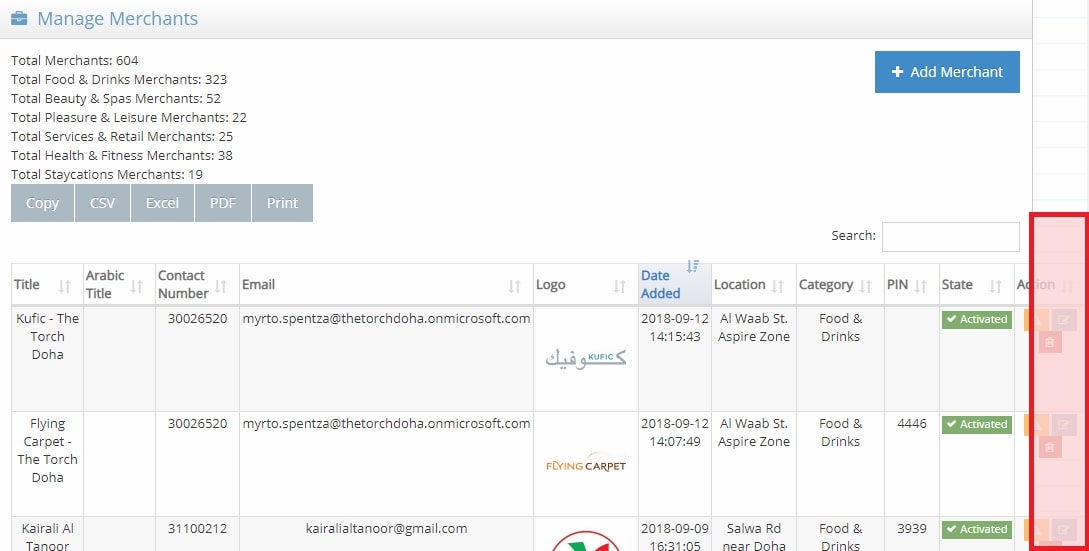 Manage Merchants
Total Merchants: 604
Total Food & Drinks Merchants: 323
Total Beauty & Spas Merchants: 52
Total Pleasure & Leisure Merchants: 22
Total Services & Retail Merchants: 25
Total Health & Fitness Merchants: 38
Total Staycations Merchants: 19
+ Add Merchant
Copy CSV Excel PDF Print
Search:
Title Arabic Title Contact Number Email Logo Date Added Location Category PIN State Action
Kufic - The Torch Doha 30026520 myrto.spentza@thetorchdoha.onmicrosoft.com كوفيك KUFIC 2018-09-12 14:15:43 Al Waab St. Aspire Zone Food & Drinks Activated
Flying Carpet - The Torch Doha 30026520 myrto.spentza@thetorchdoha.onmicrosoft.com FLYING CARPET 2018-09-12 14:07:49 Al Waab St. Aspire Zone Food & Drinks 4446 Activated
Kairali Al Tanoor 31100212 kairalialtanoor@gmail.com 2018-09-09 16:31:05 Salwa Rd near Doha Food & Drinks 3939 Activated